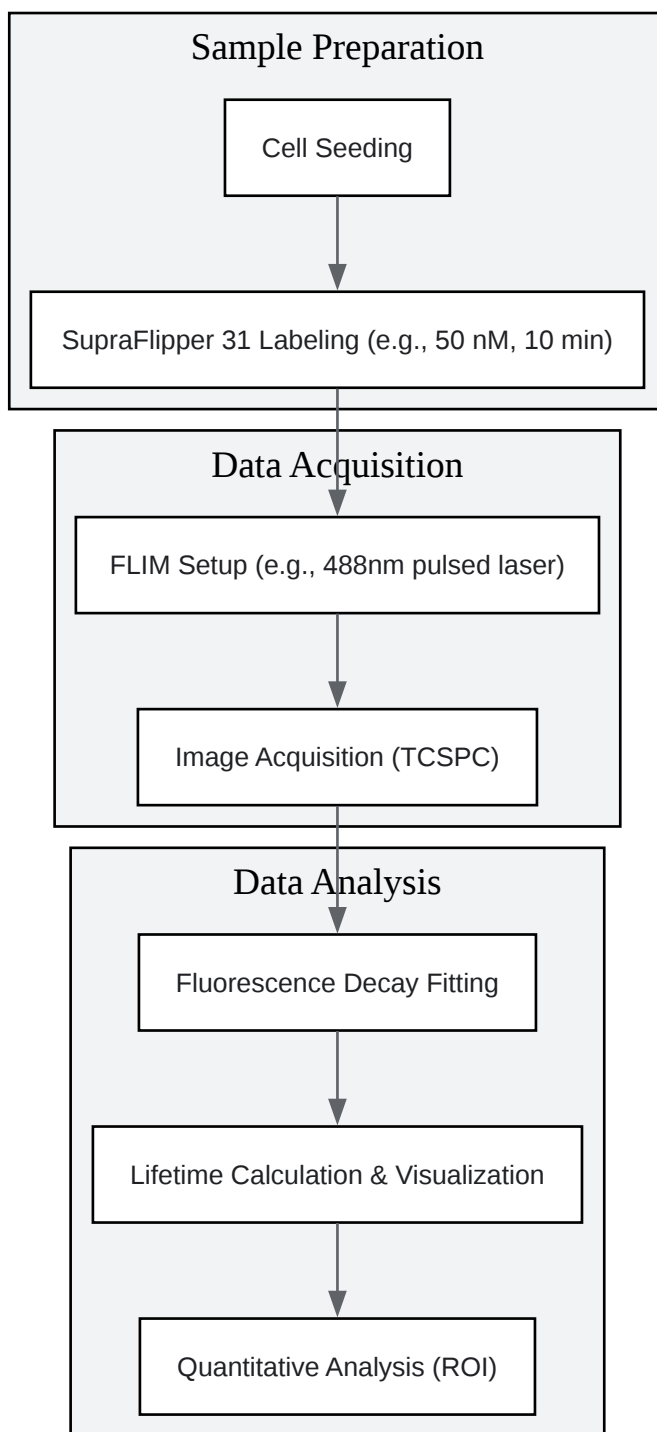 Sample Preparation
Cell Seeding
SupraFlipper 31 Labeling (e.g., 50 nM, 10 min)
Data Acquisition
FLIM Setup (e.g., 488nm pulsed laser)
Image Acquisition (TCSPC)
Data Analysis
Fluorescence Decay Fitting
Lifetime Calculation & Visualization
Quantitative Analysis (ROI)